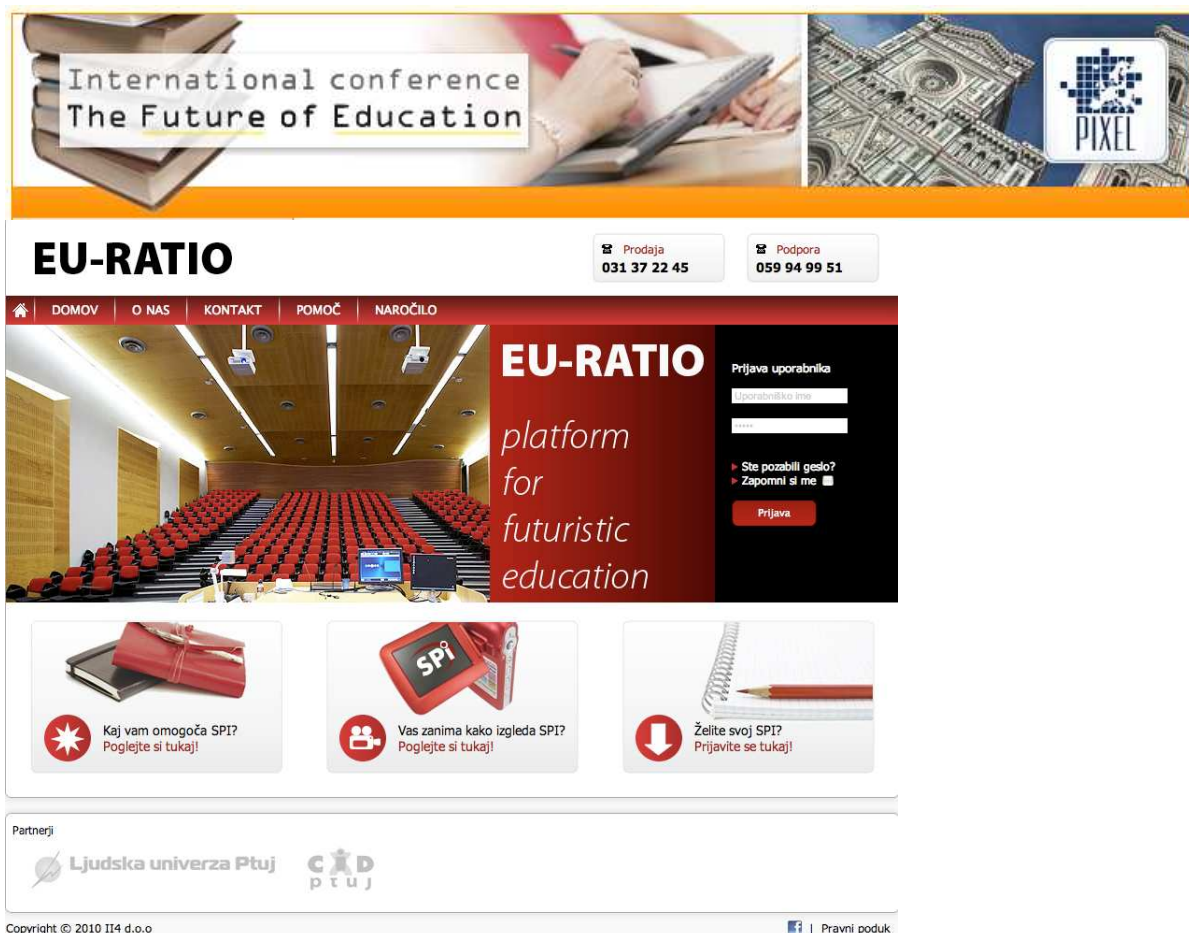 International conference
The Future of Education
PIXEL
EU-RATIO
Prodaja
031 37 22 45
Podpora
059 94 99 51
DOMOV
O NAS
KONTAKT
POMOČ
NAROČILO
EU-RATIO
platform
for
futuristic
education
Prijava uporabnika
Uporabniško ime
•••••
Ste pozabili geslo?
Zapomni si me
Prijava
SPi
Kaj vam omogoča SPI?
Poglejte si tukaj!
Vas zanima kako izgleda SPI?
Poglejte si tukaj!
Želite svoj SPI?
Prijavite se tukaj!
Partnerji
Ljudska univerza Ptuj
CID
ptuj
Copyright © 2010 II4 d.o.o
f | Pravni poduk